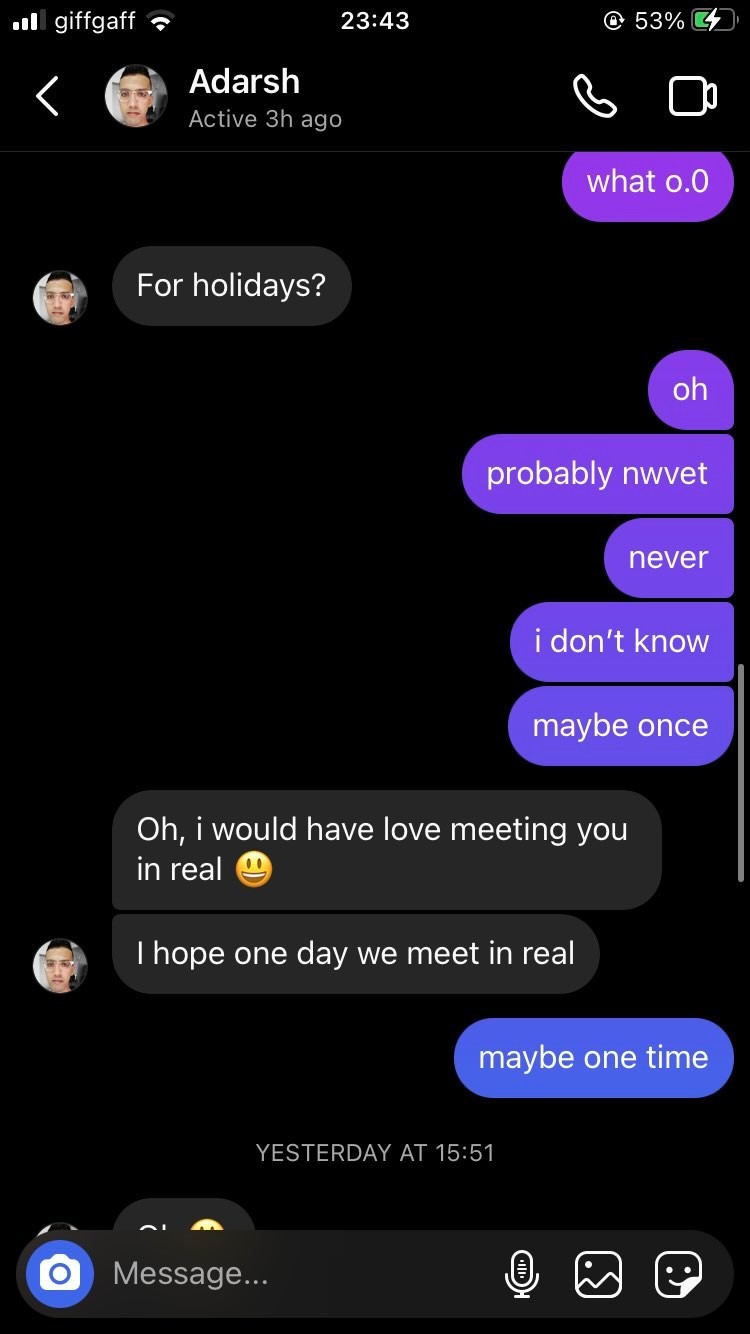 giffgaff
23:43
53%
Adarsh
Active 3h ago
what o.0
For holidays?
oh
probably nwvet
never
i don't know
maybe once
Oh, i would have love meeting you
in real 😃
I hope one day we meet in real
maybe one time
YESTERDAY AT 15:51
Message...